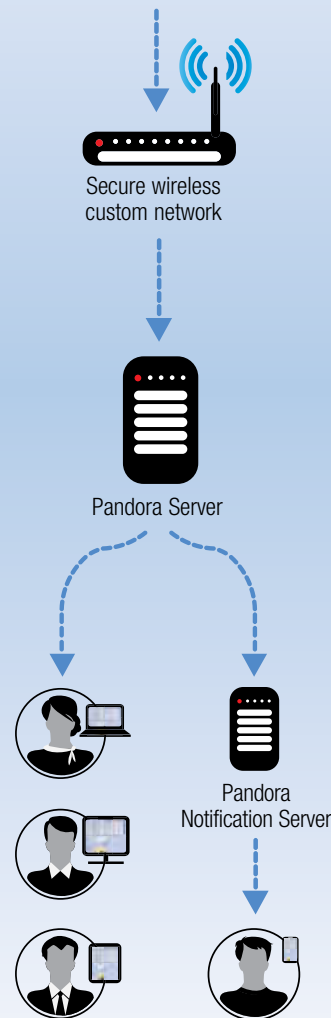 Secure wireless
custom network
Pandora Server
Pandora
Notification Server